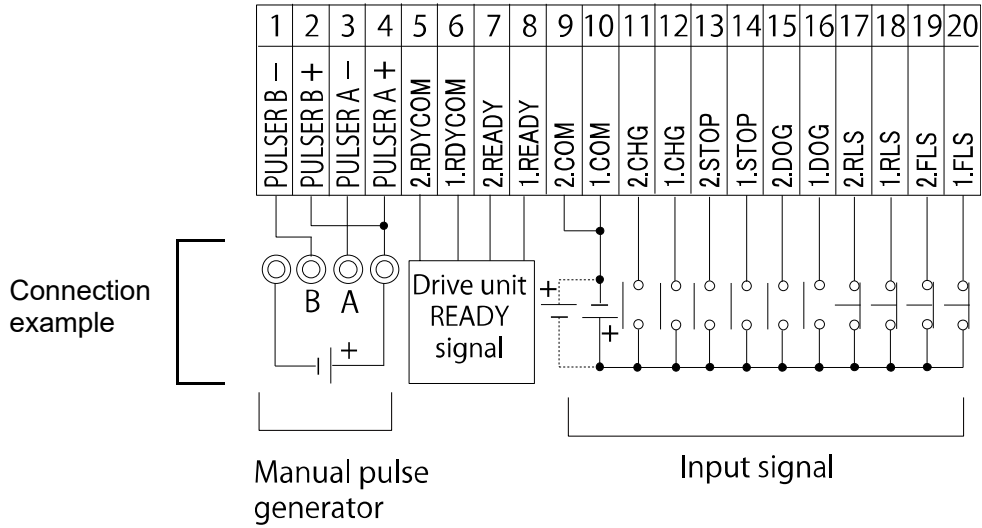 1 2 3 4 5 6 7 8 9 10 11 12 13 14 15 16 17 18 19 20
PULSER B −
PULSER B +
PULSER A −
PULSER A +
2.RDYCOM
1.RDYCOM
2.READY
1.READY
2.COM
1.COM
2.CHG
1.CHG
2.STOP
1.STOP
2.DOG
1.DOG
2.RLS
1.RLS
2.FLS
1.FLS
Connection
example
B A
+
Drive unit
READY
signal
+
+
Manual pulse
generator
Input signal